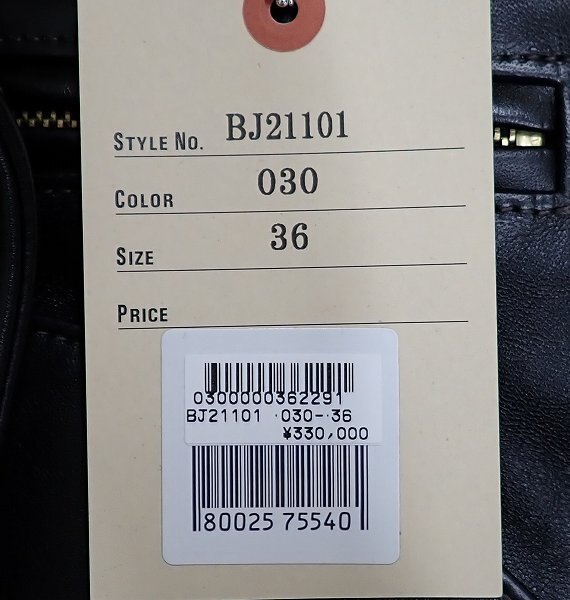 STYLE NO. BJ21101
COLOR 030
SIZE 36
PRICE
0300000362291
BJ21101 -030- 36
¥330,000
80025 75540